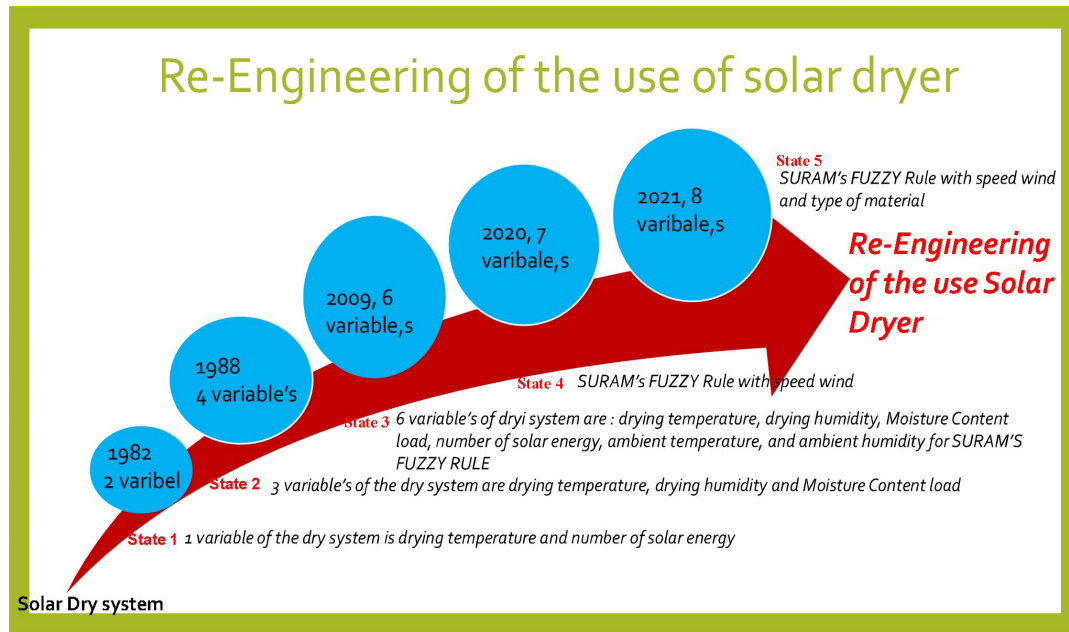 Re-Engineering of the use of solar dryer
State 5
SURAM's FUZZY Rule with speed wind
and type of material
2021, 8
varibale,s
2020, 7
varibale,s
Re-Engineering
of the use Solar
Dryer
2009, 6
variable,s
1988
4 variable's
State 4 SURAM's FUZZY Rule with speed wind
State 3 6 variable's of dryi system are : drying temperature, drying humidity, Moisture Content
load, number of solar energy, ambient temperature, and ambient humidity for SURAM'S
FUZZY RULE
1982
2 varibel
State 2 3 variable's of the dry system are drying temperature, drying humidity and Moisture Content load
State 1 1 variable of the dry system is drying temperature and number of solar energy
Solar Dry system